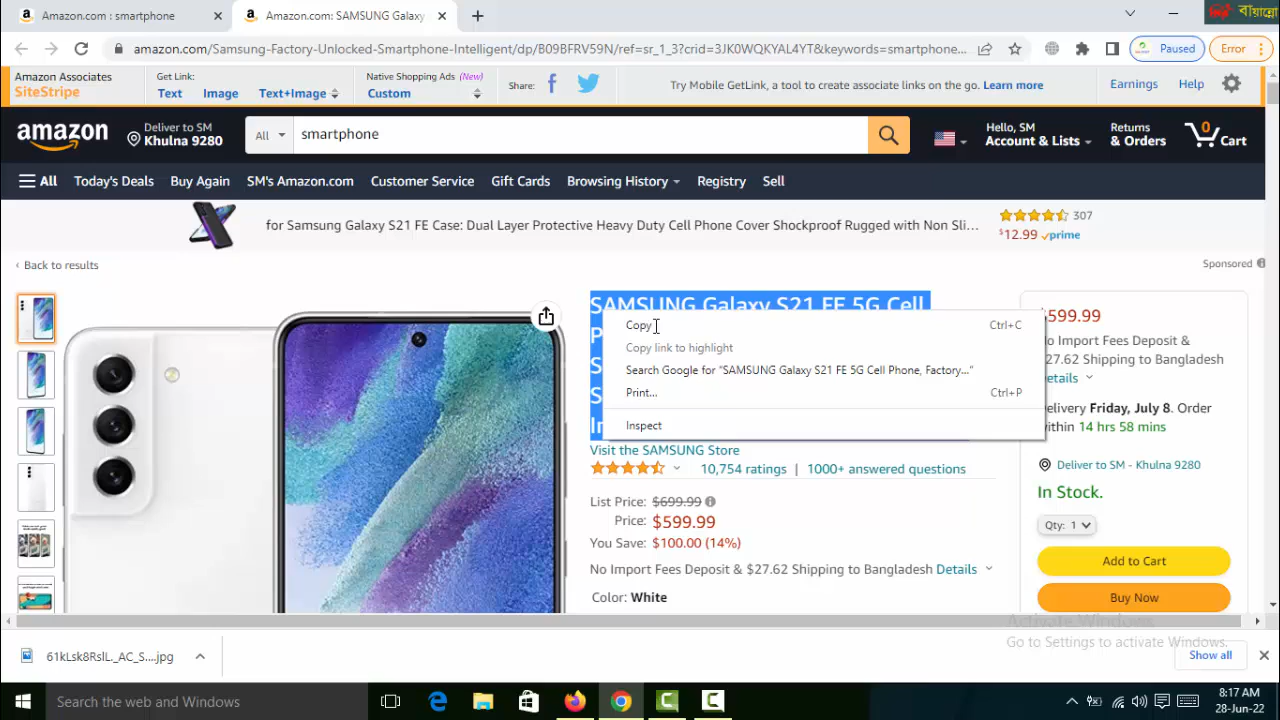 Amazon.com : smartphone
Amazon.com: SAMSUNG Galaxy
বায়ান্নো
amazon.com/Samsung-Factory-Unlocked-Smartphone-Intelligent/dp/B09BFRV59N/ref=sr_1_3?crid=3JK0WQKYAL4YT&keywords=smartphone...
Paused
Error
Amazon Associates
SiteStripe
Get Link:
Text
Image
Text+Image
Native Shopping Ads (New)
Custom
Share:
Try Mobile GetLink, a tool to create associate links on the go. Learn more
Earnings
Help
amazon
Deliver to SM
Khulna 9280
All
smartphone
Hello, SM
Account & Lists
Returns
& Orders
0
Cart
All
Today's Deals
Buy Again
SM's Amazon.com
Customer Service
Gift Cards
Browsing History
Registry
Sell
for Samsung Galaxy S21 FE Case: Dual Layer Protective Heavy Duty Cell Phone Cover Shockproof Rugged with Non Sli...
307
$12.99 prime
‹ Back to results
Sponsored
SAMSUNG Galaxy S21 FE 5G Cell
Copy
Ctrl+C
Copy link to highlight
Search Google for "SAMSUNG Galaxy S21 FE 5G Cell Phone, Factory..."
Print...
Ctrl+P
Inspect
Visit the SAMSUNG Store
10,754 ratings | 1000+ answered questions
List Price: $699.99
Price: $599.99
You Save: $100.00 (14%)
No Import Fees Deposit & $27.62 Shipping to Bangladesh Details
Color: White
$599.99
No Import Fees Deposit &
$27.62 Shipping to Bangladesh
Details
Delivery Friday, July 8. Order
within 14 hrs 58 mins
Deliver to SM - Khulna 9280
In Stock.
Qty: 1
Add to Cart
Buy Now
Activate Windows
Go to Settings to activate Windows.
61kLsk8RslL._AC_S....jpg
Show all
Search the web and Windows
8:17 AM
28-Jun-22